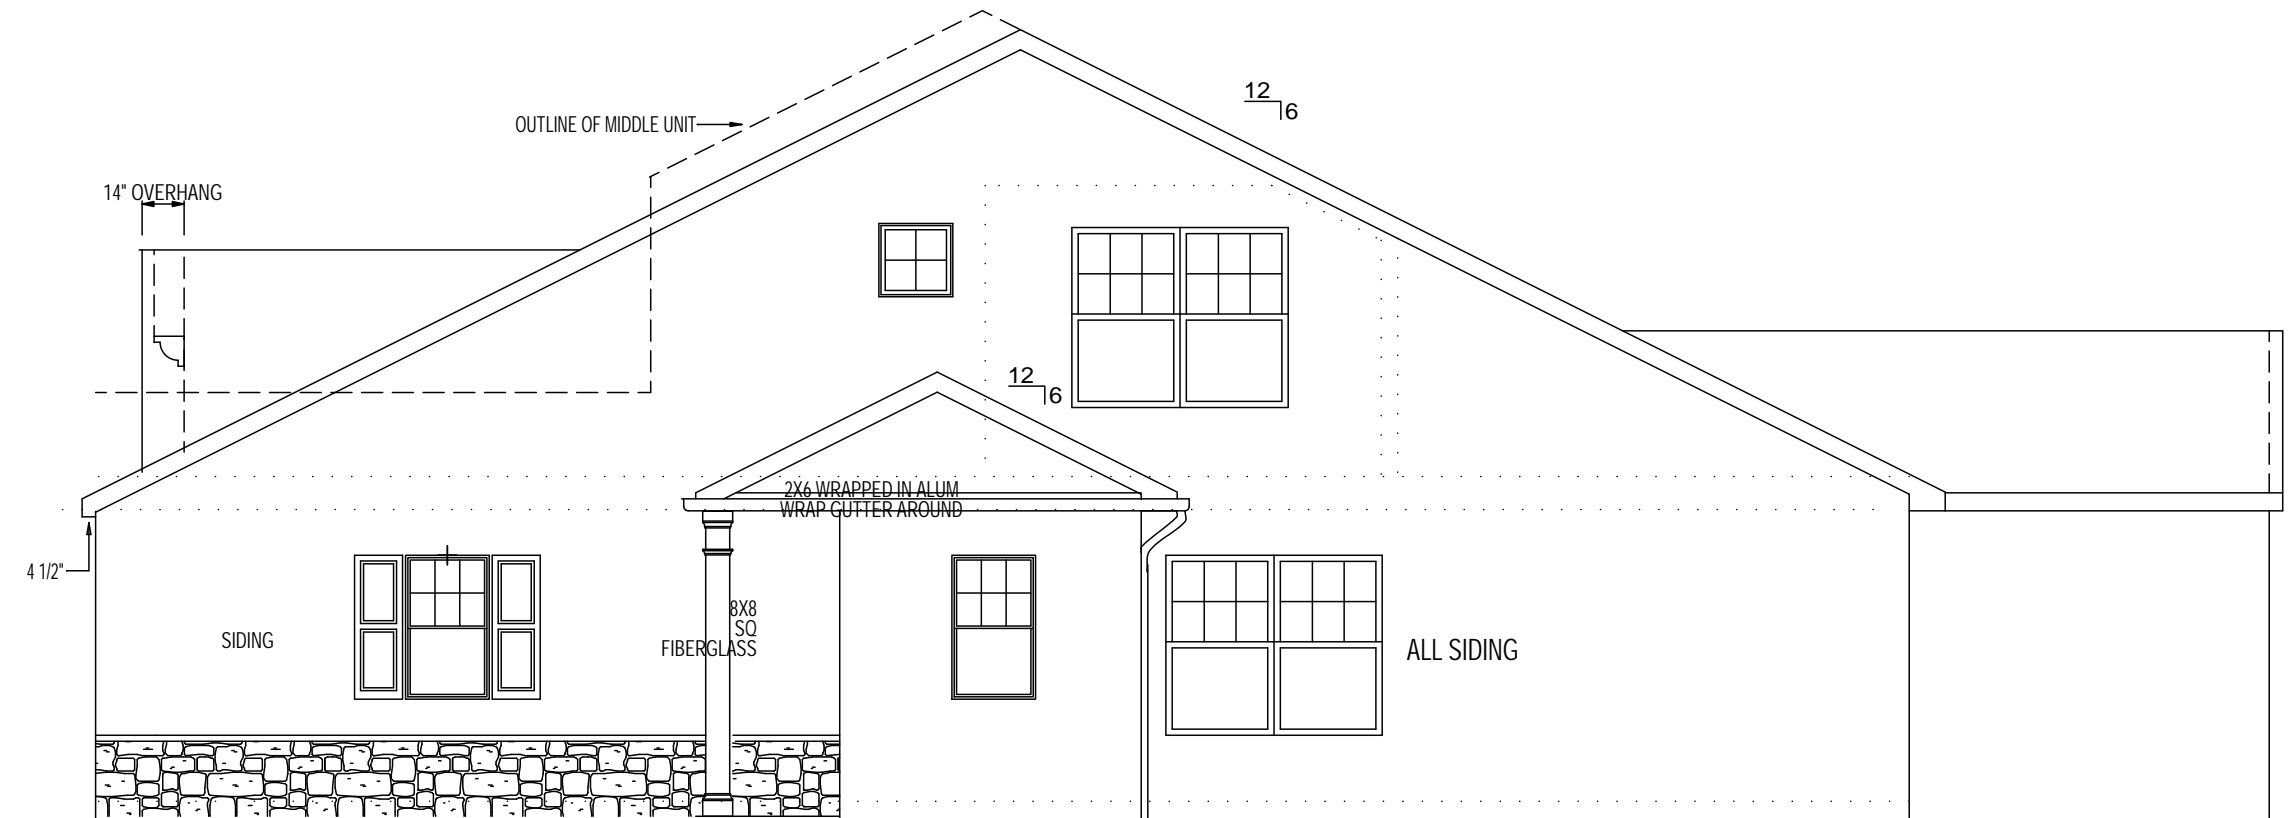 12
6
OUTLINE OF MIDDLE UNIT
14" OVERHANG
12
6
2X6 WRAPPED IN ALUM
WRAP GUTTER AROUND
4 1/2"
8X8
SQ
FIBERGLASS
SIDING
ALL SIDING